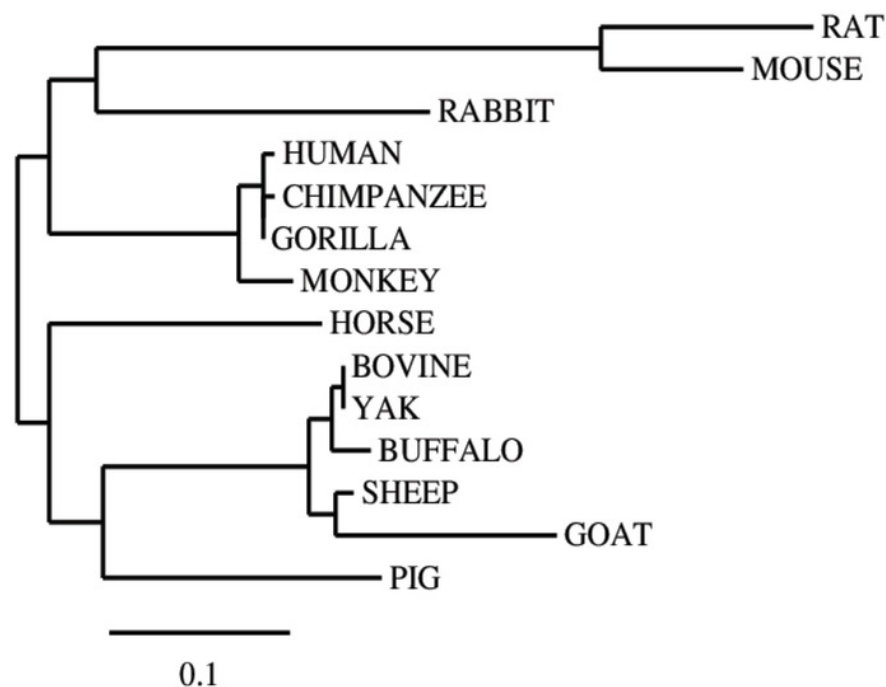 RAT
MOUSE
RABBIT
HUMAN
CHIMPANZEE
GORILLA
MONKEY
HORSE
BOVINE
YAK
BUFFALO
SHEEP
GOAT
PIG
0.1